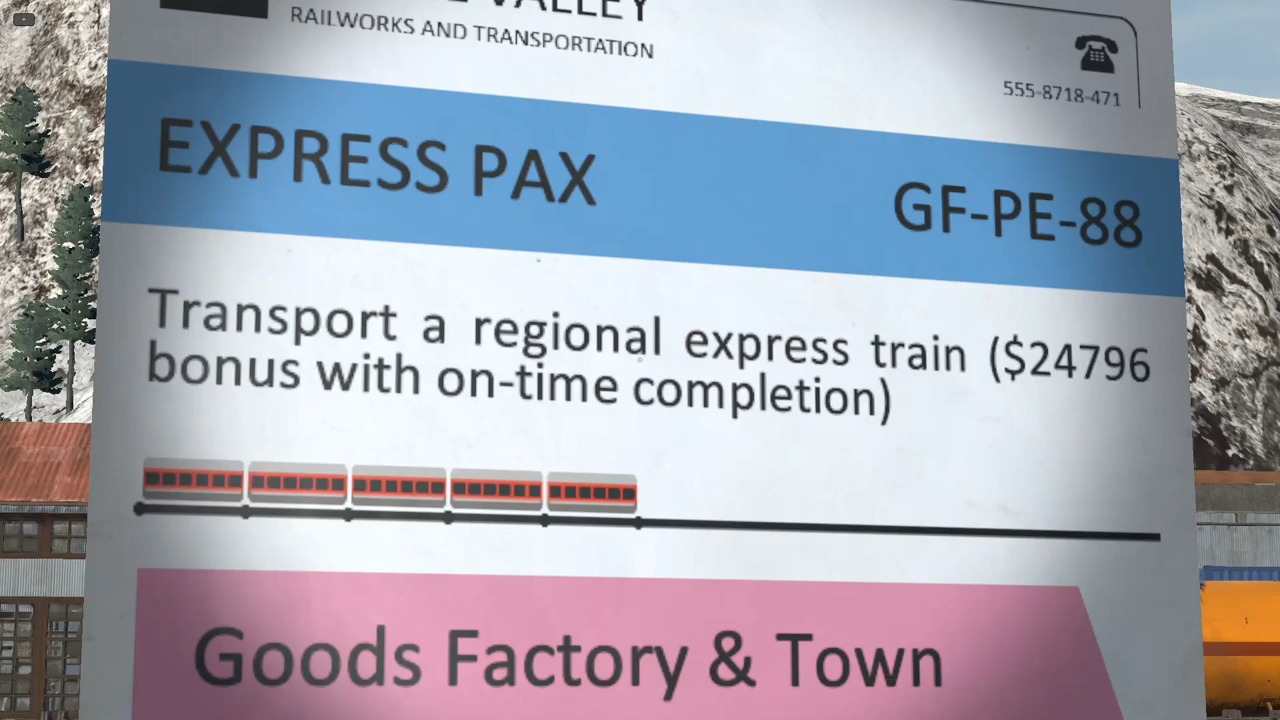 VALLEY
RAILWORKS AND TRANSPORTATION
555-8718-471
EXPRESS PAX
GF-PE-88
Transport a regional express train ($24796
bonus with on-time completion)
Goods Factory & Town